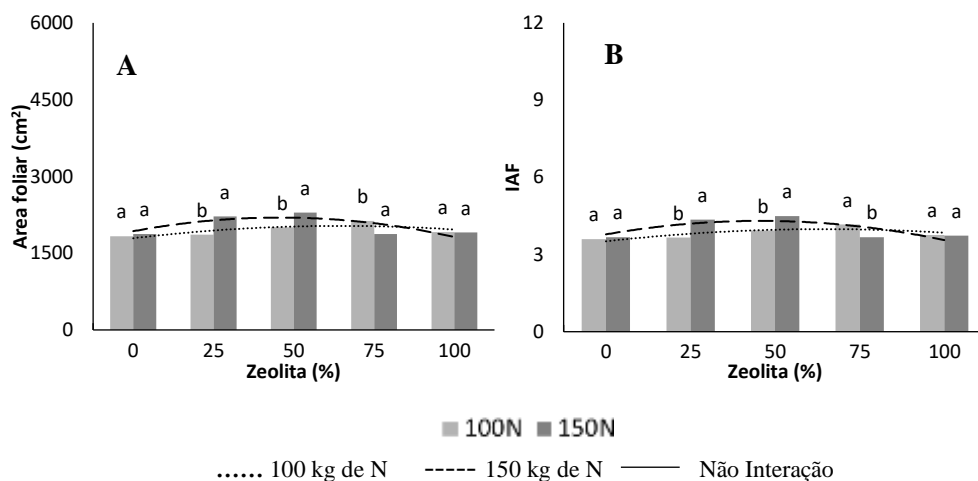 6000
4500
3000
1500
0
Area foliar (cm²)
A
a a b a b a b a a a
0 25 50 75 100
Zeolita (%)
12
9
6
3
0
IAF
B
a a b a b a a b a a
0 25 50 75 100
Zeolita (%)
100N 150N
100 kg de N 150 kg de N Não Interação